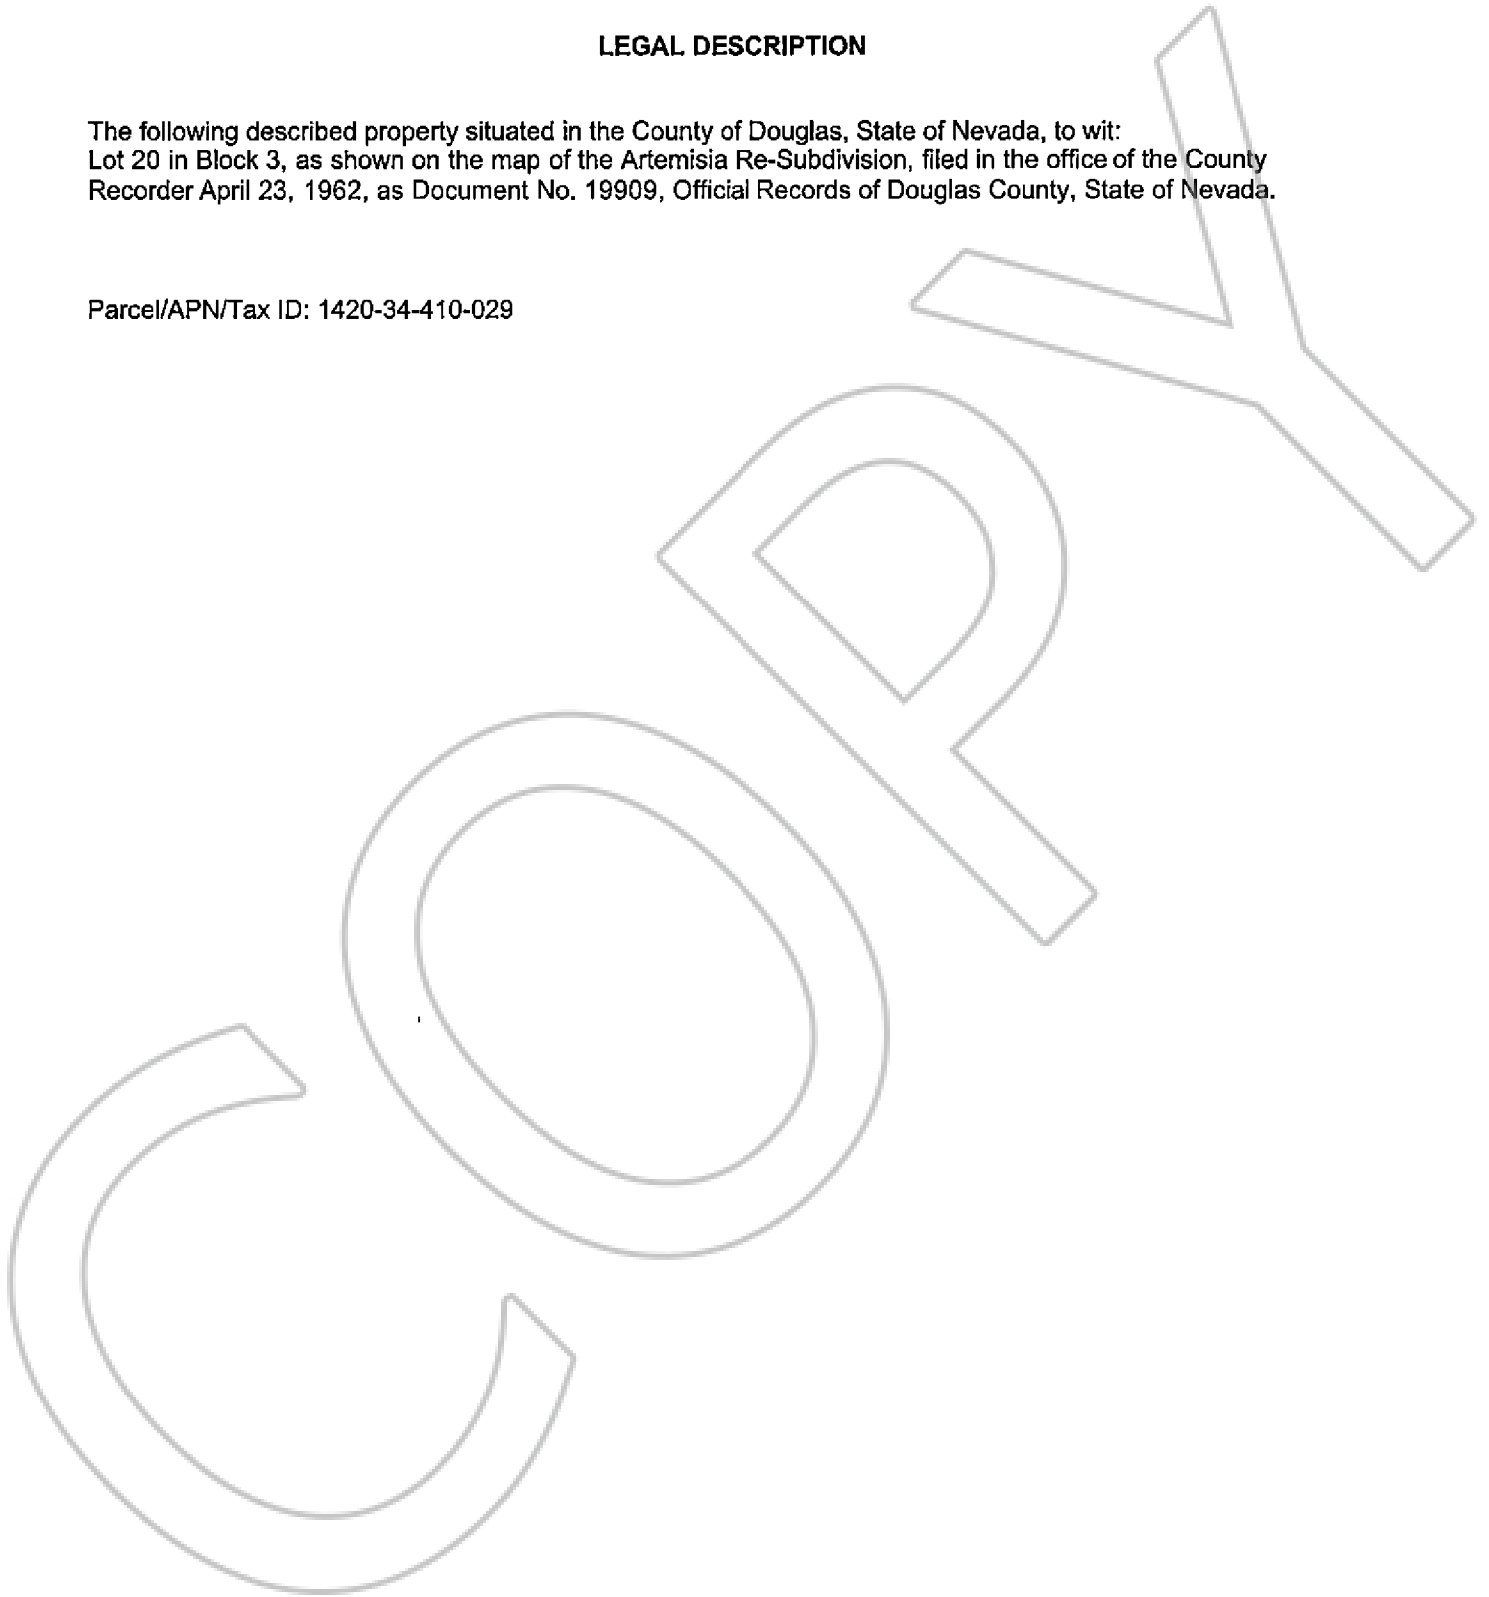 LEGAL DESCRIPTION
The following described property situated in the County of Douglas, State of Nevada, to wit:
Lot 20 in Block 3, as shown on the map of the Artemisia Re-Subdivision, filed in the office of the County
Recorder April 23, 1962, as Document No. 19909, Official Records of Douglas County, State of Nevada.
Parcel/APN/Tax ID: 1420-34-410-029
COPY